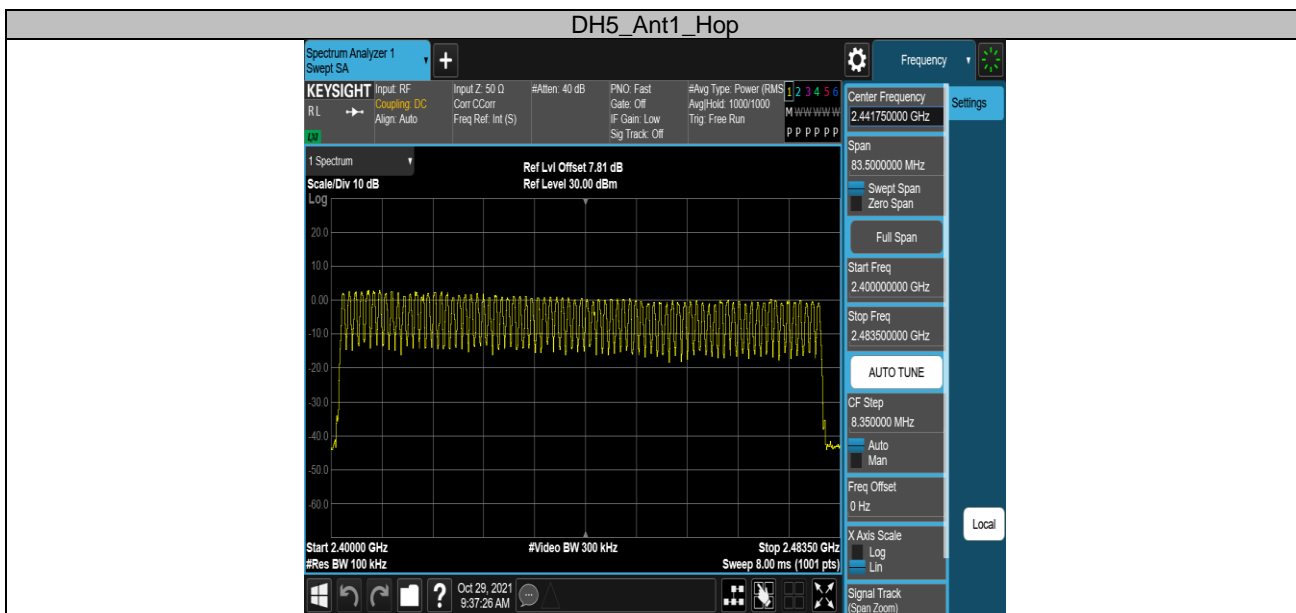 DH5_Ant1_Hop
Spectrum Analyzer 1
Swept SA
+
Frequency
KEYSIGHT
RL
Input: RF
Coupling: DC
Align: Auto
Input Z: 50 Ω
Corr CCorr
Freq Ref: Int (S)
#Atten: 40 dB
PNO: Fast
Gate: Off
IF Gain: Low
Sig Track: Off
#Avg Type: Power (RMS
Avg|Hold: 1000/1000
Trig: Free Run
1 2 3 4 5 6
M W W W W W
P P P P P P
1 Spectrum
Scale/Div 10 dB
Ref Lvl Offset 7.81 dB
Ref Level 30.00 dBm
Log
20.0
10.0
0.00
-10.0
-20.0
-30.0
-40.0
-50.0
-60.0
Start 2.40000 GHz
#Res BW 100 kHz
#Video BW 300 kHz
Stop 2.48350 GHz
Sweep 8.00 ms (1001 pts)
Center Frequency
2.441750000 GHz
Settings
Span
83.5000000 MHz
Swept Span
Zero Span
Full Span
Start Freq
2.400000000 GHz
Stop Freq
2.483500000 GHz
AUTO TUNE
CF Step
8.350000 MHz
Auto
Man
Freq Offset
0 Hz
X Axis Scale
Log
Lin
Local
Signal Track
(Span Zoom)
?
Oct 29, 2021
9:37:26 AM